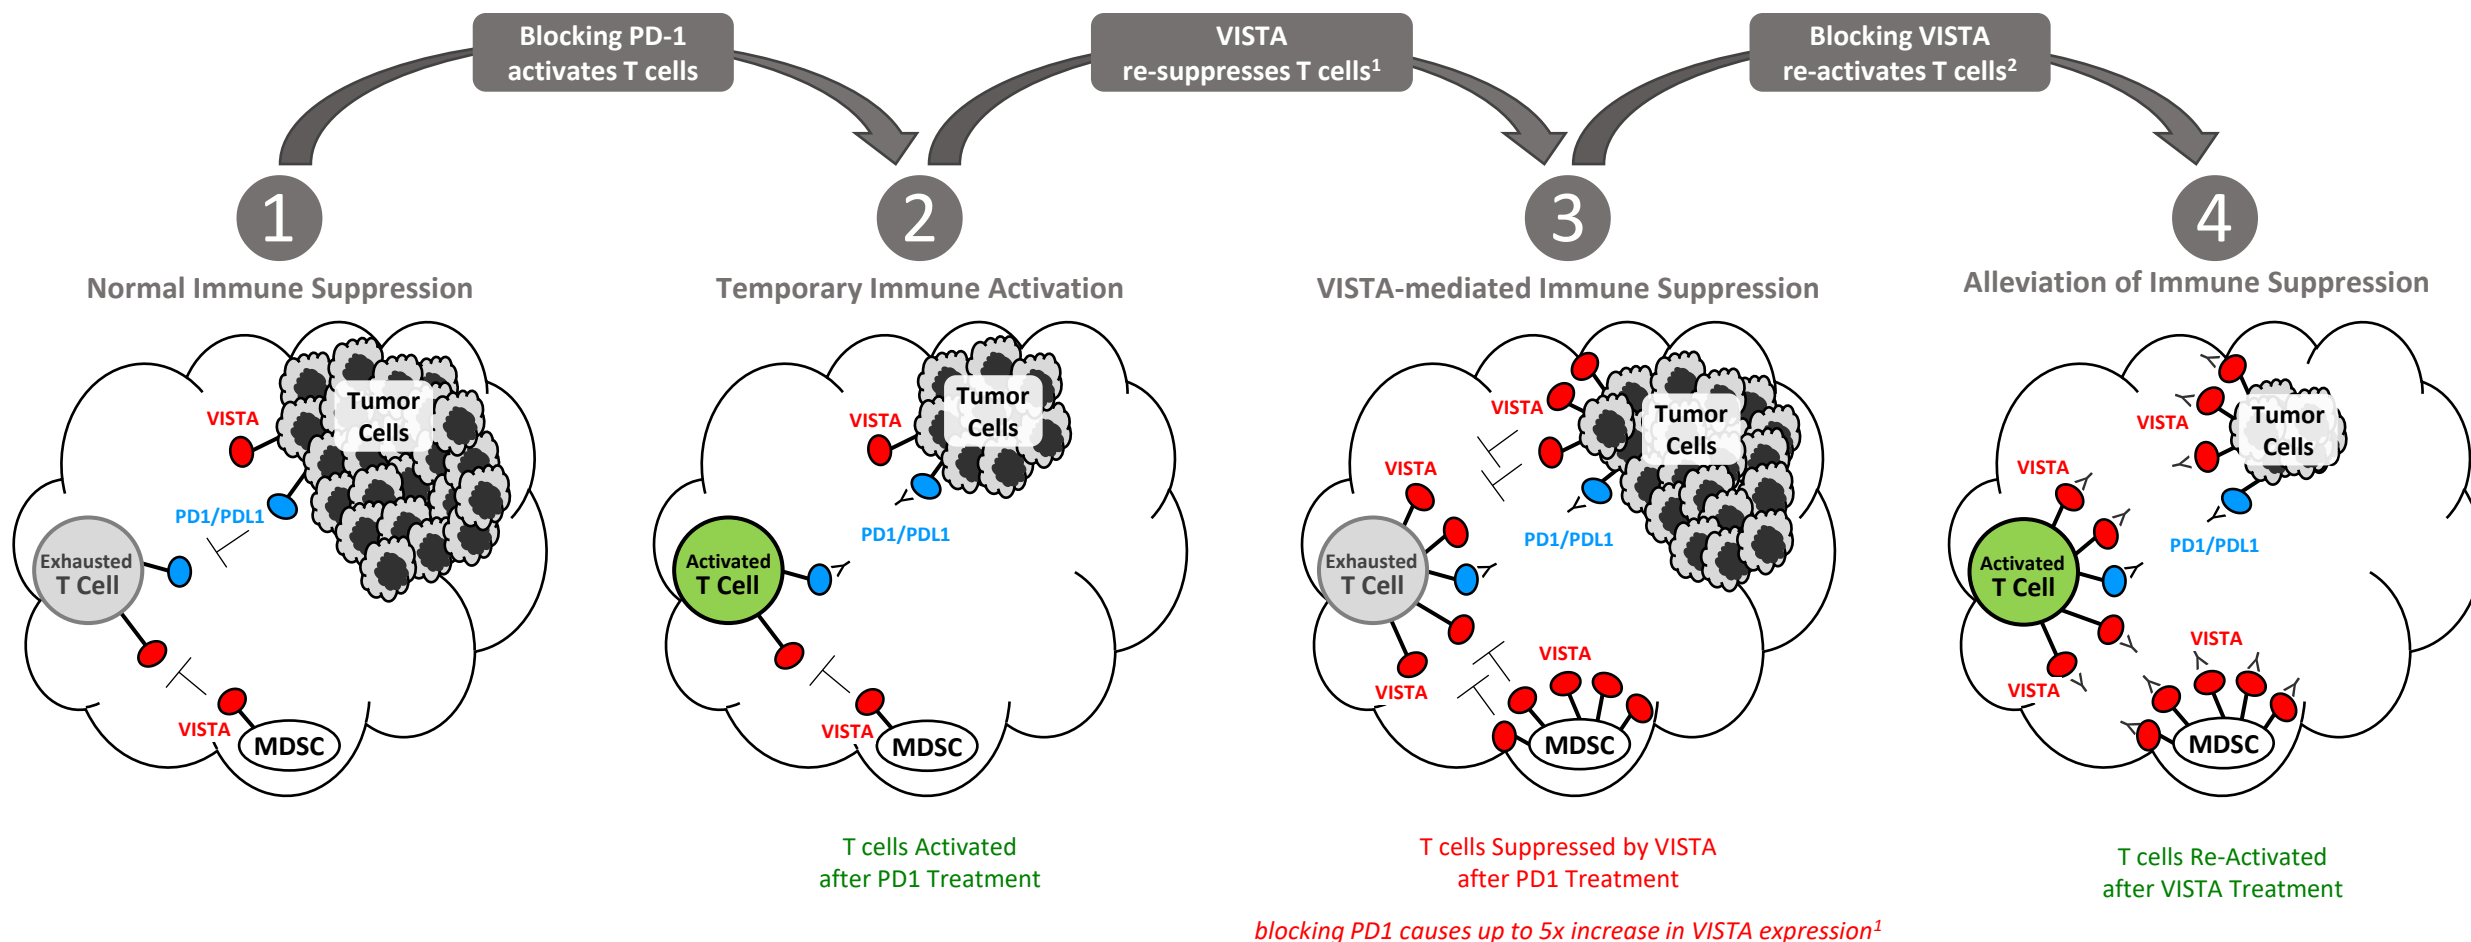 Blocking PD-1
activates T cells
VISTA
re-suppresses T cells¹
Blocking VISTA
re-activates T cells²
1
2
3
4
Normal Immune Suppression
Temporary Immune Activation
VISTA-mediated Immune Suppression
Alleviation of Immune Suppression
VISTA
Tumor
Cells
PD1/PDL1
Exhausted
T Cell
VISTA
MDSC
VISTA
Tumor
Cells
PD1/PDL1
Activated
T Cell
VISTA
MDSC
VISTA
Tumor
Cells
VISTA
PD1/PDL1
Exhausted
T Cell
VISTA
VISTA
MDSC
VISTA
Tumor
Cells
VISTA
PD1/PDL1
Activated
T Cell
VISTA
VISTA
MDSC
T cells Activated
after PD1 Treatment
T cells Suppressed by VISTA
after PD1 Treatment
blocking PD1 causes up to 5x increase in VISTA expression¹
T cells Re-Activated
after VISTA Treatment